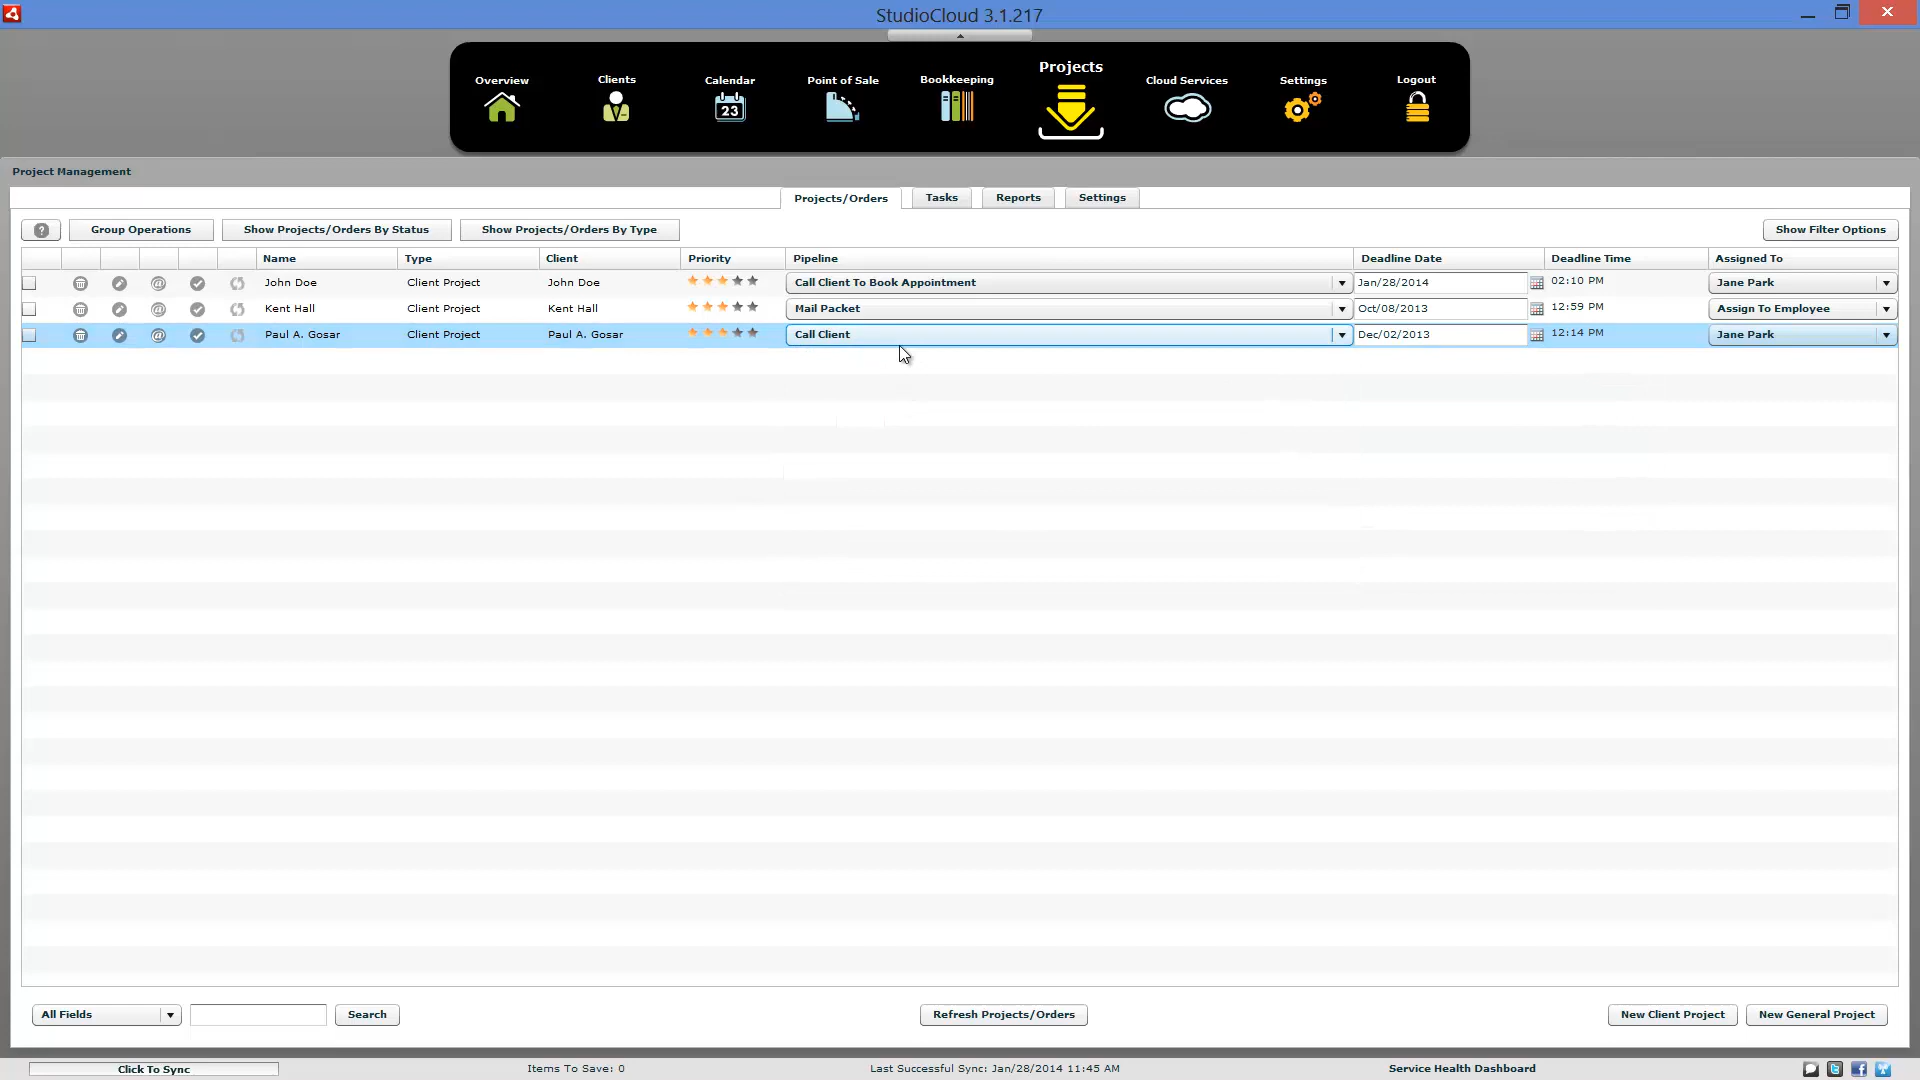 StudioCloud 3.1.217
Overview Clients Calendar Point of Sale Bookkeeping Projects Cloud Services Settings Logout
23
Project Management
Projects/Orders Tasks Reports Settings
? Group Operations Show Projects/Orders By Status Show Projects/Orders By Type Show Filter Options
Name Type Client Priority Pipeline Deadline Date Deadline Time Assigned To
@ John Doe Client Project John Doe Call Client To Book Appointment Jan/28/2014 02:10 PM Jane Park
@ Kent Hall Client Project Kent Hall Mail Packet Oct/08/2013 12:59 PM Assign To Employee
@ Paul A. Gosar Client Project Paul A. Gosar Call Client Dec/02/2013 12:14 PM Jane Park
All Fields Search Refresh Projects/Orders New Client Project New General Project
Click To Sync Items To Save: 0 Last Successful Sync: Jan/28/2014 11:45 AM Service Health Dashboard